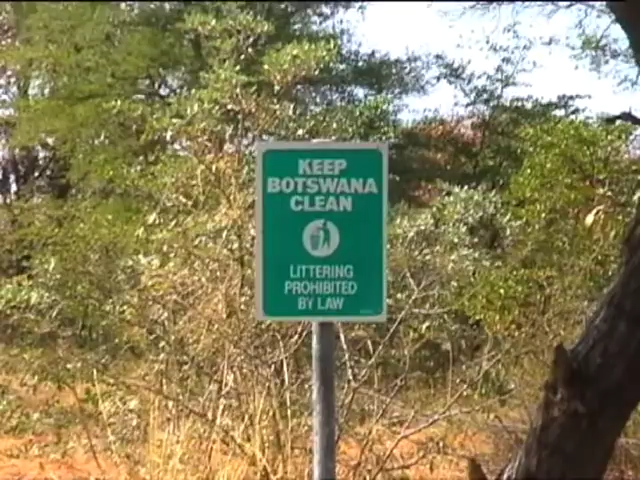 KEEP
BOTSWANA
CLEAN
LITTERING
PROHIBITED
BY LAW